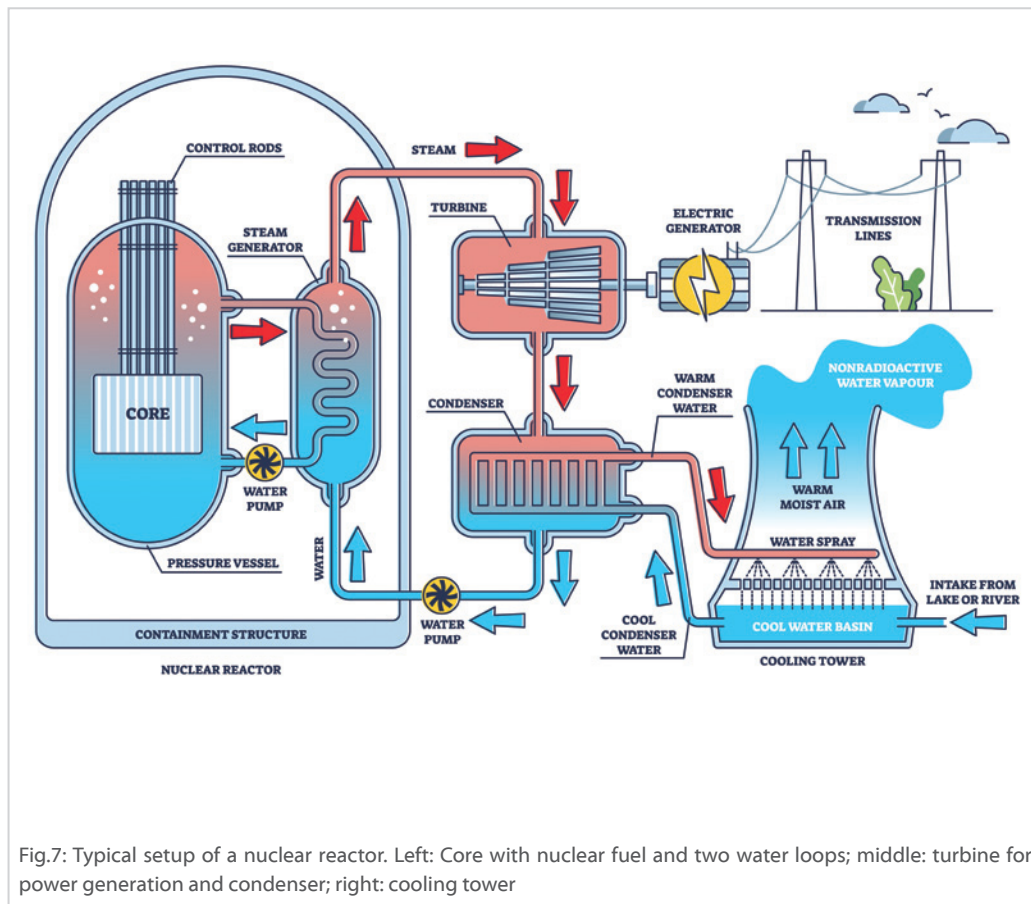 CONTROL RODS
STEAM
TURBINE
ELECTRIC
GENERATOR
TRANSMISSION
LINES
STEAM
GENERATOR
CORE
WATER
PUMP
PRESSURE VESSEL
WATER
CONTAINMENT STRUCTURE
NUCLEAR REACTOR
WATER
PUMP
CONDENSER
WARM
CONDENSER
WATER
NONRADIOACTIVE
WATER VAPOUR
WARM
MOIST AIR
WATER SPRAY
INTAKE FROM
LAKE OR RIVER
COOL WATER BASIN
COOL
CONDENSER
WATER
COOLING TOWER
Fig.7: Typical setup of a nuclear reactor. Left: Core with nuclear fuel and two water loops; middle: turbine for
power generation and condenser; right: cooling tower